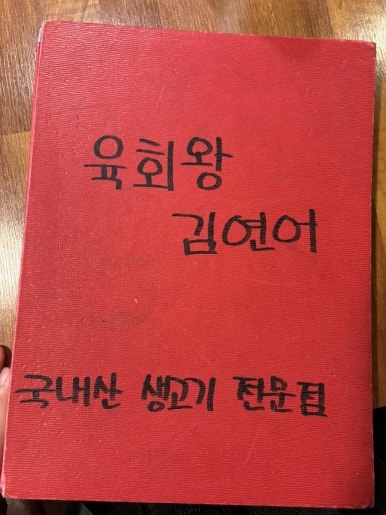 육회왕
김연어
국내산 생고기 전문점